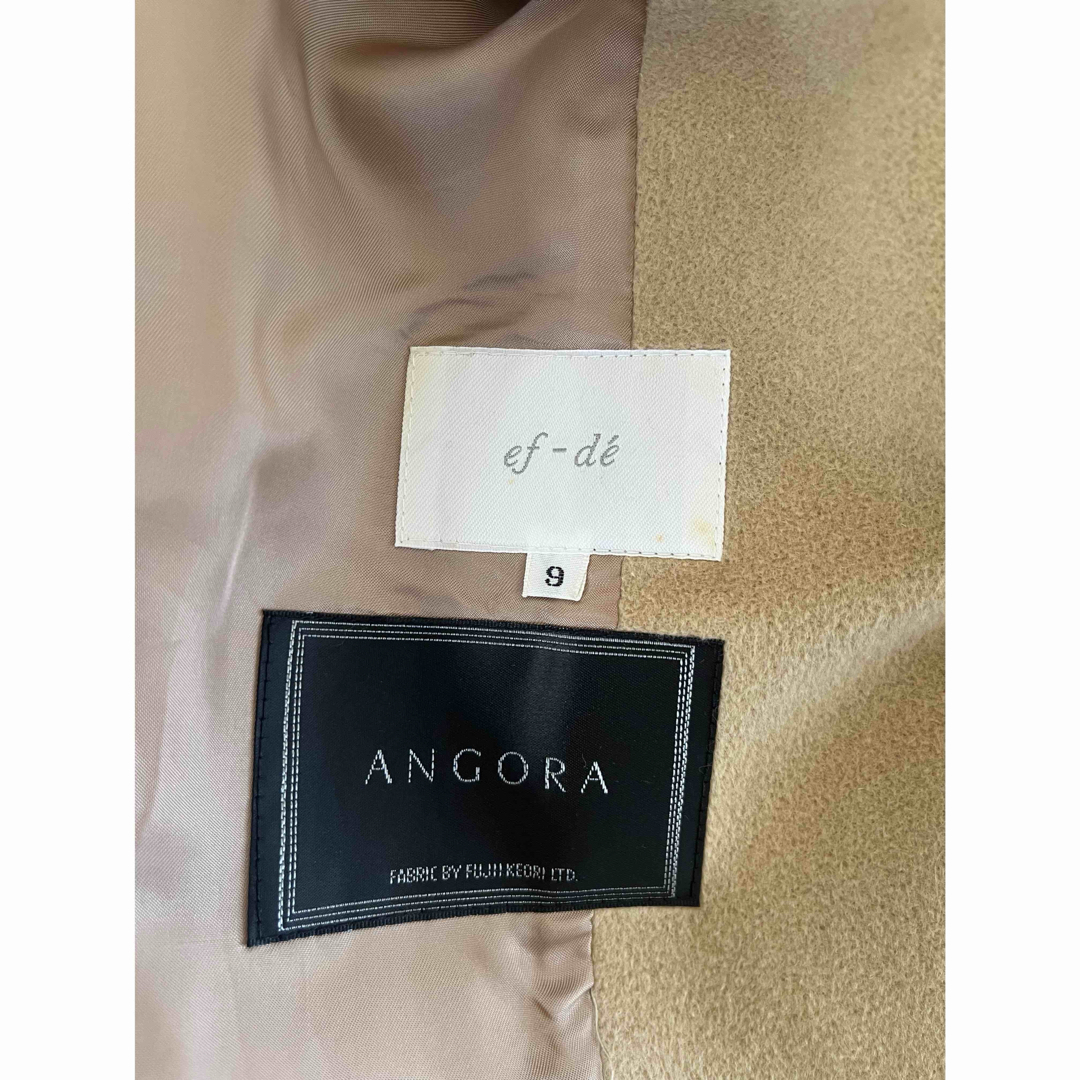 ef-dé
9
ANGORA
FABRIC BY FUJII KEORI LTD.